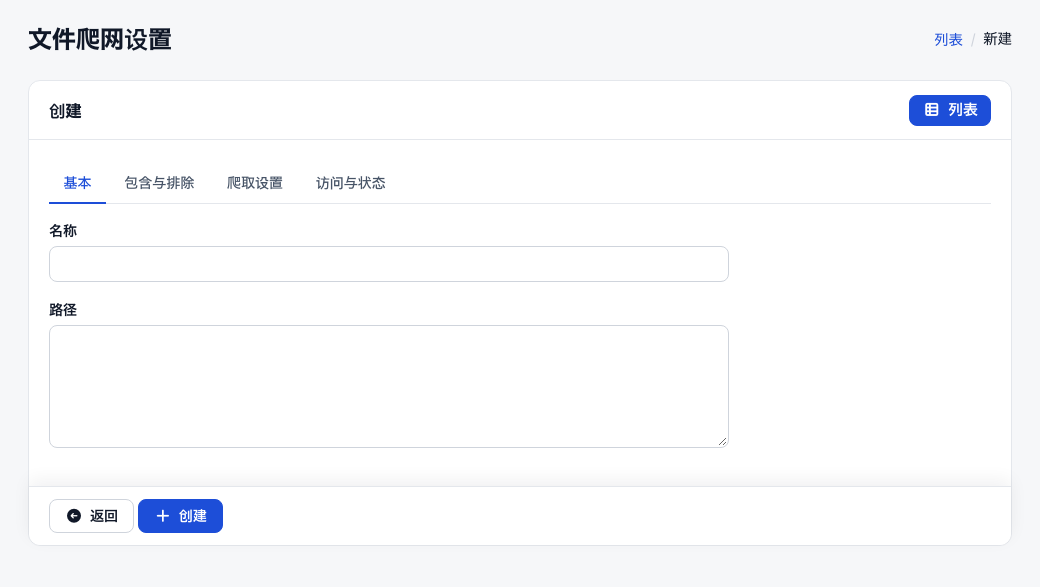 文件爬网设置
列表 / 新建
创建
列表
基本 包含与排除 爬取设置 访问与状态
名称
路径
返回 创建